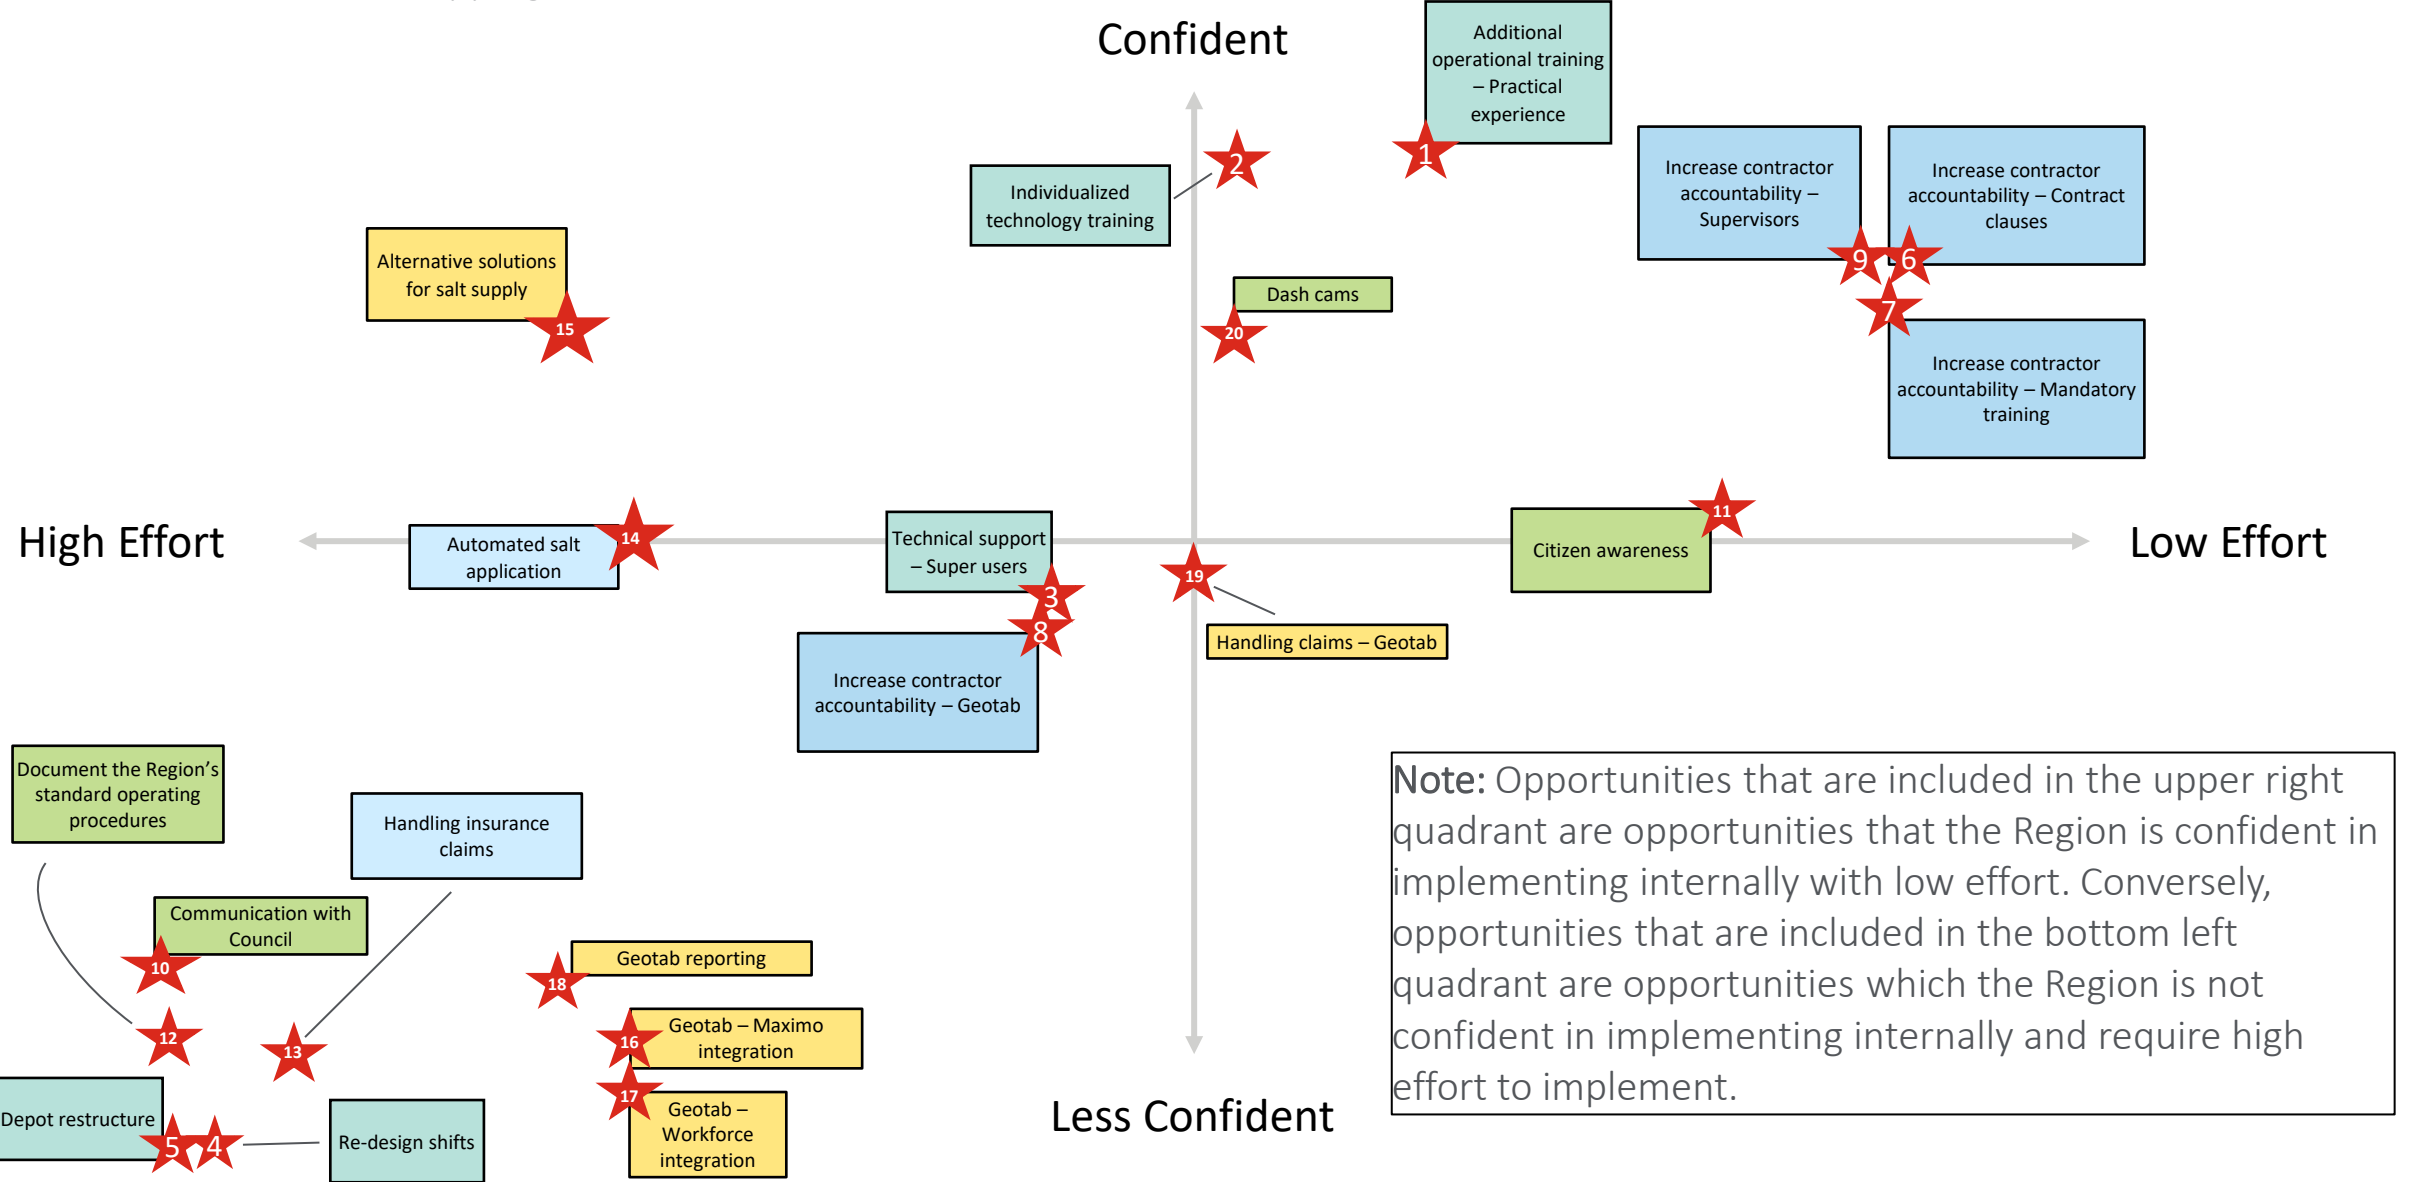 Confident
Additional
operational training
– Practical
experience
1
2
Individualized
technology training
Increase contractor
accountability –
Supervisors
9
Increase contractor
accountability – Contract
clauses
6
7
Increase contractor
accountability – Mandatory
training
Alternative solutions
for salt supply
15
Dash cams
20
High Effort
Automated salt
application
14
Technical support
– Super users
3
8
Increase contractor
accountability – Geotab
19
Handling claims – Geotab
Citizen awareness
11
Low Effort
Document the Region’s
standard operating
procedures
Handling insurance
claims
Communication with
Council
10
12
13
Geotab reporting
18
Geotab – Maximo
integration
16
17
Geotab –
Workforce
integration
Depot restructure
5
4
Re-design shifts
Less Confident
Note: Opportunities that are included in the upper right
quadrant are opportunities that the Region is confident in
implementing internally with low effort. Conversely,
opportunities that are included in the bottom left
quadrant are opportunities which the Region is not
confident in implementing internally and require high
effort to implement.